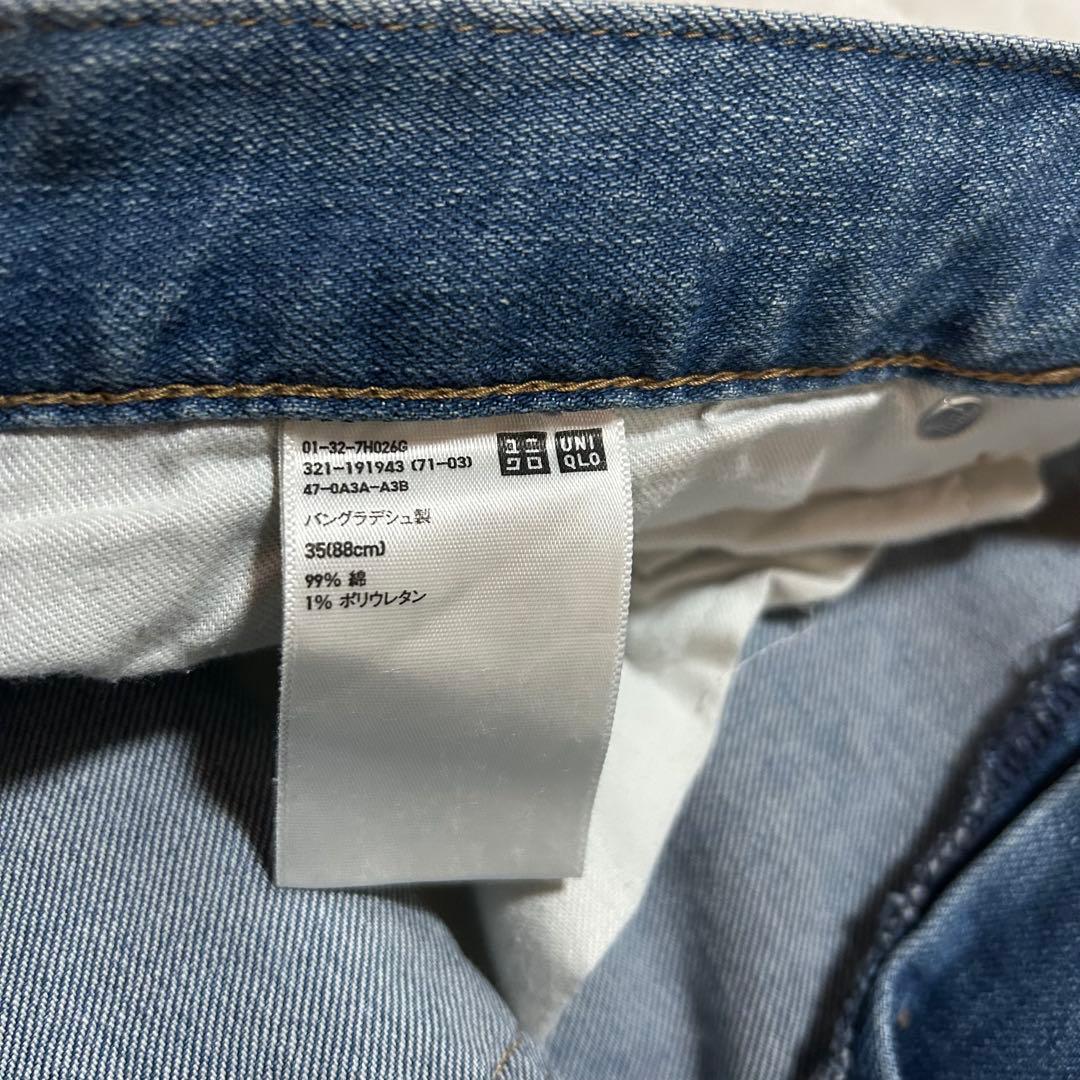 01-32-7H026G
321-191943 (71-03)
47-0A3A-A3B
ユニ
クロ
UNI
QLO
バングラデシュ製
35(88cm)
99% 綿
1% ポリウレタン